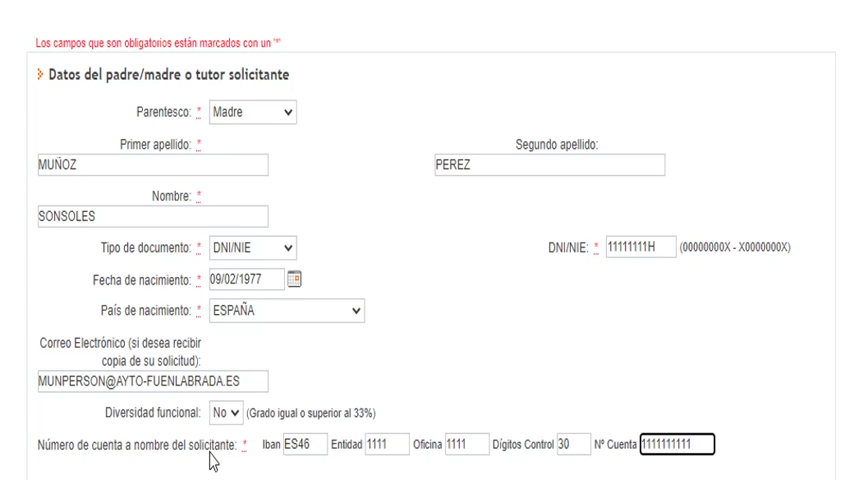 Los campos que son obligatorios están marcados con un "*"
Datos del padre/madre o tutor solicitante
Parentesco: * Madre
Primer apellido: * Segundo apellido:
MUÑOZ PEREZ
Nombre: *
SONSOLES
Tipo de documento: * DNI/NIE DNI/NIE: * 11111111H (00000000X - X0000000X)
Fecha de nacimiento: * 09/02/1977
País de nacimiento: * ESPAÑA
Correo Electrónico (si desea recibir
copia de su solicitud):
MUNPERSON@AYTO-FUENLABRADA.ES
Diversidad funcional: No (Grado igual o superior al 33%)
Número de cuenta a nombre del solicitante: * Iban ES46 Entidad 1111 Oficina 1111 Dígitos Control 30 Nº Cuenta 1111111111